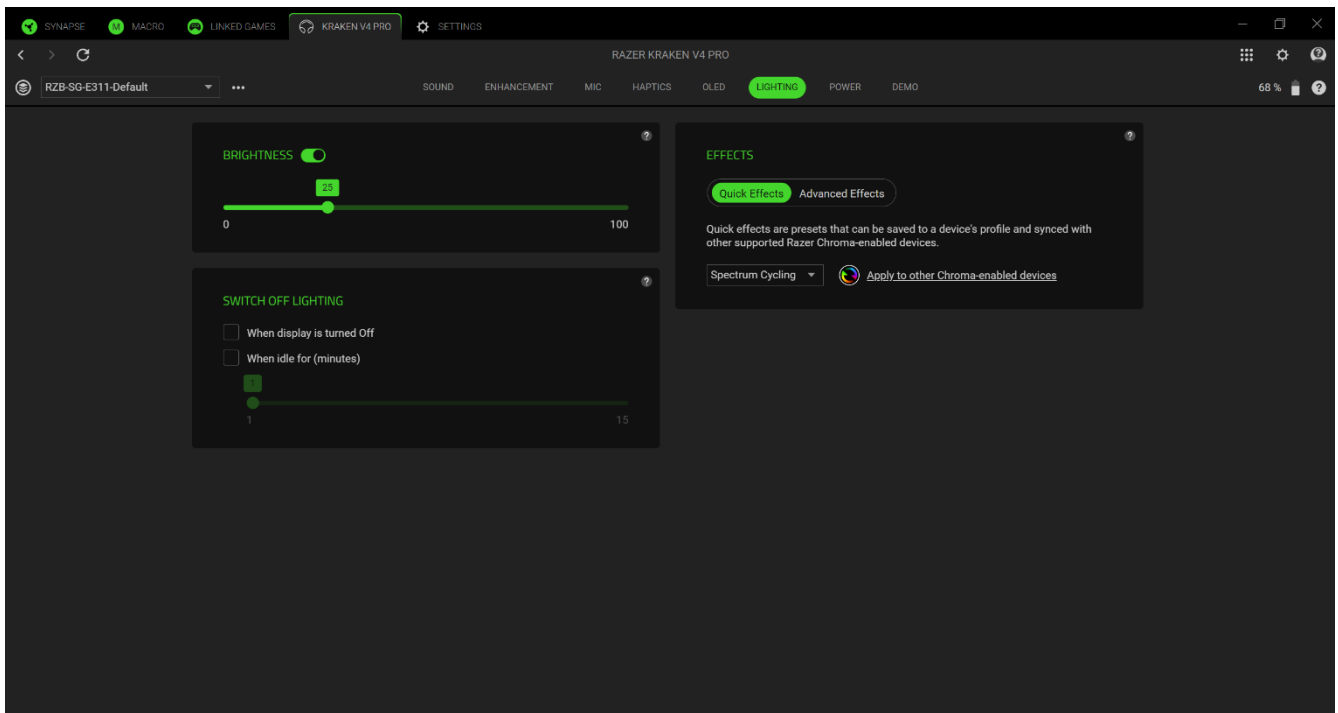 SYNAPSE M MACRO LINKED GAMES KRAKEN V4 PRO SETTINGS
RAZER KRAKEN V4 PRO
RZB-SG-E311-Default SOUND ENHANCEMENT MIC HAPTICS OLED LIGHTING POWER DEMO 68 % ?
?
BRIGHTNESS
25
0 100
?
SWITCH OFF LIGHTING
When display is turned Off
When idle for (minutes)
1
1 15
?
EFFECTS
Quick Effects Advanced Effects
Quick effects are presets that can be saved to a device's profile and synced with
other supported Razer Chroma-enabled devices.
Spectrum Cycling Apply to other Chroma-enabled devices